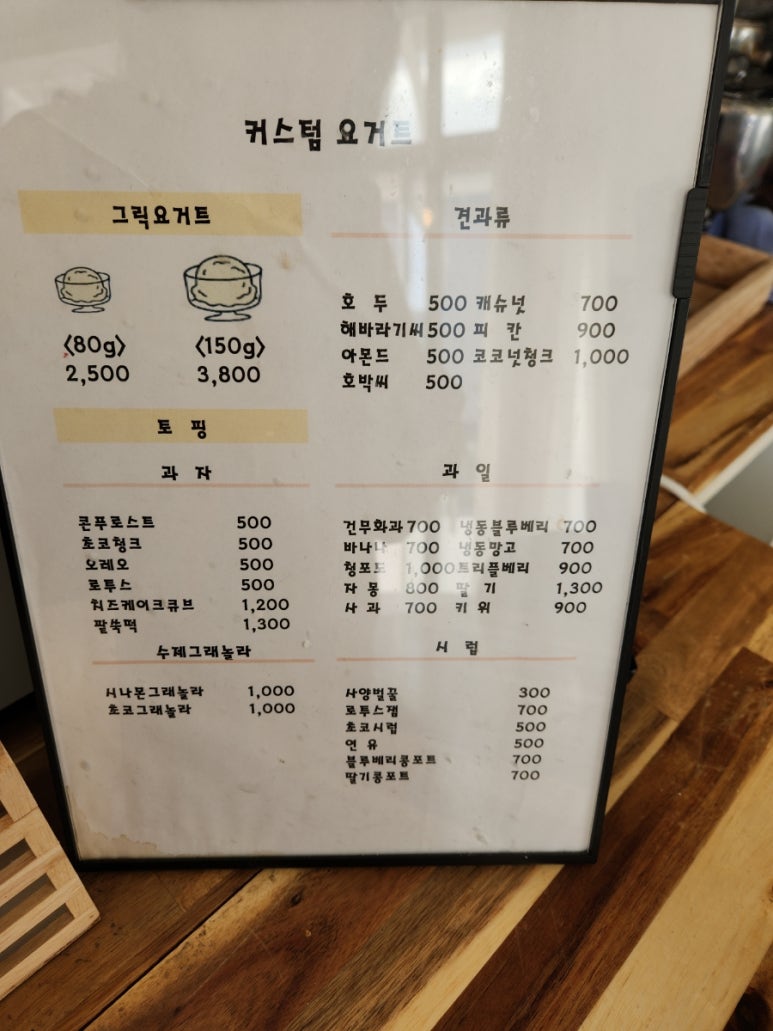 커스텀 요거트
그릭요거트
<80g> <150g>
2,500 3,800
견과류
호 두 500 캐슈넛 700
해바라기씨 500 피 칸 900
아몬드 500 코코넛청크 1,000
호박씨 500
토 핑
과 자
콘푸로스트 500
초코청크 500
오레오 500
로투스 500
치즈케이크큐브 1,200
팥쑥떡 1,300
수제그래놀라
시나몬그래놀라 1,000
초코그래놀라 1,000
과 일
건무화과 700 냉동블루베리 700
바나나 700 냉동망고 700
청포도 1,000 트리플베리 900
자 몽 800 딸 기 1,300
사 과 700 키 위 900
시 럽
사양벌꿀 300
로투스잼 700
초코시럽 500
연 유 500
블루베리콩포트 700
딸기콩포트 700